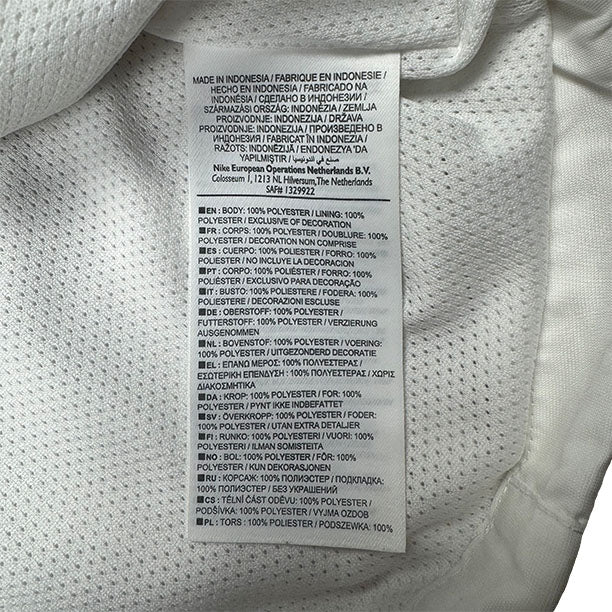 MADE IN INDONESIA / FABRIQUE EN INDONESIE /
HECHO EN INDONESIA / FABRICADO NA
INDONÉSIA / СДЕЛАНО В ИНДОНЕЗИИ /
SZÁRMAZÁSI ORSZÁG: INDONÉZIA / ZEMLJA
PROIZVODNJE: INDONEZIJA / DRŽAVA
PROIZVODNJE: INDONEZIJA / ПРОИЗВЕДЕНО В
ИНДОНЕЗИЯ / FABRICAT ÎN INDONEZIA /
RAŽOTS: INDONĒZIJĀ / ENDONEZYA 'DA
YAPILMIŞTIR / صنع في اندونيسيا
Nike European Operations Netherlands B.V.
Colosseum 1, 1213 NL Hilversum, The Netherlands
SAF# 1329922
■ EN : BODY: 100% POLYESTER / LINING: 100%
POLYESTER / EXCLUSIVE OF DECORATION
■ FR : CORPS: 100% POLYESTER / DOUBLURE: 100%
POLYESTER / DECORATION NON COMPRISE
■ ES : CUERPO: 100% POLIESTER / FORRO: 100%
POLIESTER / NO INCLUYE LA DECORACION
■ PT : CORPO: 100% POLIÉSTER / FORRO: 100%
POLIÉSTER / EXCLUSIVO PARA DECORAÇÃO
■ IT : BUSTO: 100% POLIESTERE / FODERA: 100%
POLIESTERE / DECORAZIONI ESCLUSE
■ DE : OBERSTOFF: 100% POLYESTER /
FUTTERSTOFF: 100% POLYESTER / VERZIERUNG
AUSGENOMMEN
■ NL : BOVENSTOF: 100% POLYESTER / VOERING:
100% POLYESTER / UITGEZONDERD DECORATIE
■ EL : ΕΠΑΝΩ ΜΕΡΟΣ: 100% ΠΟΛΥΕΣΤΕΡΑΣ /
ΕΣΩΤΕΡΙΚΗ ΕΠΕΝΔΥΣΗ : 100% ΠΟΛΥΕΣΤΕΡΑΣ / ΧΩΡΙΣ
ΔΙΑΚΟΣΜΗΤΙΚΑ
■ DA : KROP: 100% POLYESTER / FOR: 100%
POLYESTER / PYNT IKKE INDBEFATTET
■ SV : ÖVERKROPP: 100% POLYESTER / FODER:
100% POLYESTER / UTAN EXTRA DETALJER
■ FI : RUNKO: 100% POLYESTERI / VUORI: 100%
POLYESTERI / ILMAN SOMISTEITA
■ NO : BOL: 100% POLYESTER / FÔR: 100%
POLYESTER / KUN DEKORASJONEN
■ RU : КОРСАЖ: 100% ПОЛИЭСТЕР / ПОДКЛАДКА:
100% ПОЛИЭСТЕР / БЕЗ УКРАШЕНИЙ
■ CS : TĚLNÍ ČÁST ODĚVU: 100% POLYESTER /
PODŠÍVKA: 100% POLYESTER / VYJMA OZDOB
■ PL : TORS : 100% POLIESTER / PODSZEWKA: 100%